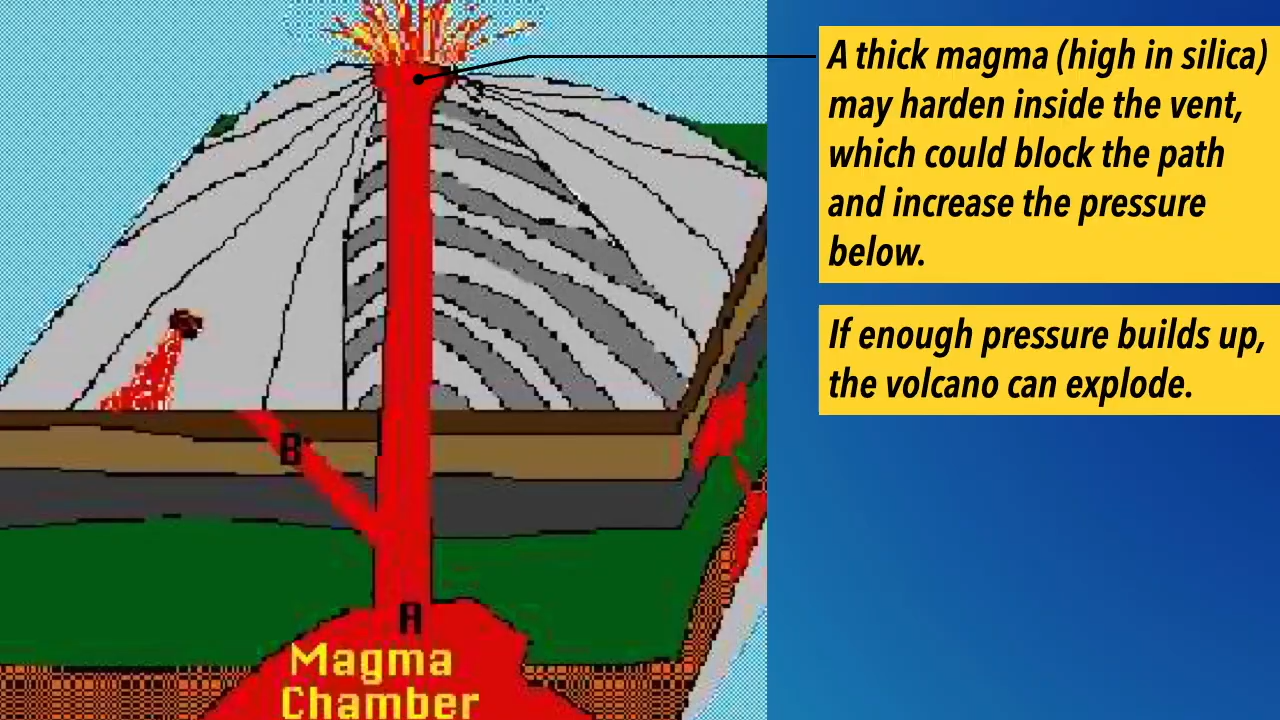 A thick magma (high in silica)
may harden inside the vent,
which could block the path
and increase the pressure
below.
If enough pressure builds up,
the volcano can explode.
B
A
Magma
Chamber